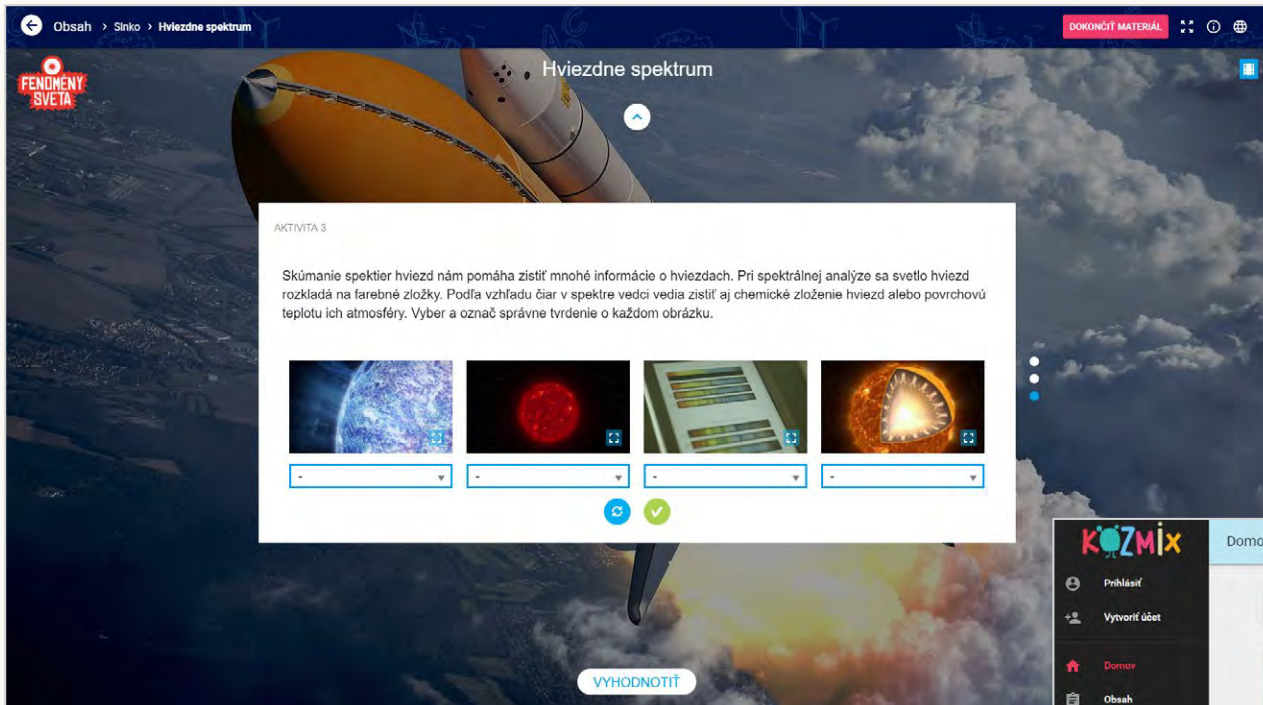 Obsah > Slnko > Hviezdne spektrum
DOKONČIŤ MATERIÁL
FENOMÉNY
SVETA
Hviezdne spektrum
AKTIVITA 3
Skúmanie spektier hviezd nám pomáha zistiť mnohé informácie o hviezdach. Pri spektrálnej analýze sa svetlo hviezd
rozkladá na farebné zložky. Podľa vzhľadu čiar v spektre vedci vedia zistiť aj chemické zloženie hviezd alebo povrchovú
teplotu ich atmosféry. Vyber a označ správne tvrdenie o každom obrázku.
- - - -
VYHODNOTIŤ
KOZMIX
Domo
Prihlásiť
Vytvoriť účet
Domov
Obsah